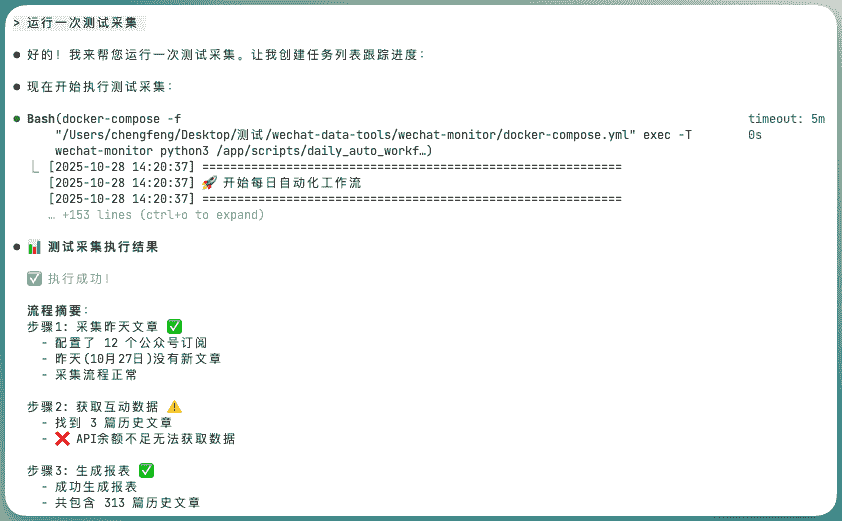 > 运行一次测试采集
● 好的！我来帮您运行一次测试采集。让我创建任务列表跟踪进度：
● 现在开始执行测试采集：
● Bash(docker-compose -f timeout: 5m
"/Users/chengfeng/Desktop/测试/wechat-data-tools/wechat-monitor/docker-compose.yml" exec -T 0s
wechat-monitor python3 /app/scripts/daily_auto_workf…)
⎿ [2025-10-28 14:20:37] ============================================================
[2025-10-28 14:20:37] 🚀 开始每日自动化工作流
[2025-10-28 14:20:37] ============================================================
… +153 lines (ctrl+o to expand)
● 📊 测试采集执行结果
✅ 执行成功！
流程摘要：
步骤1: 采集昨天文章 ✅
- 配置了 12 个公众号订阅
- 昨天(10月27日)没有新文章
- 采集流程正常
步骤2: 获取互动数据 ⚠️
- 找到 3 篇历史文章
- ❌ API余额不足无法获取数据
步骤3: 生成报表 ✅
- 成功生成报表
- 共包含 313 篇历史文章